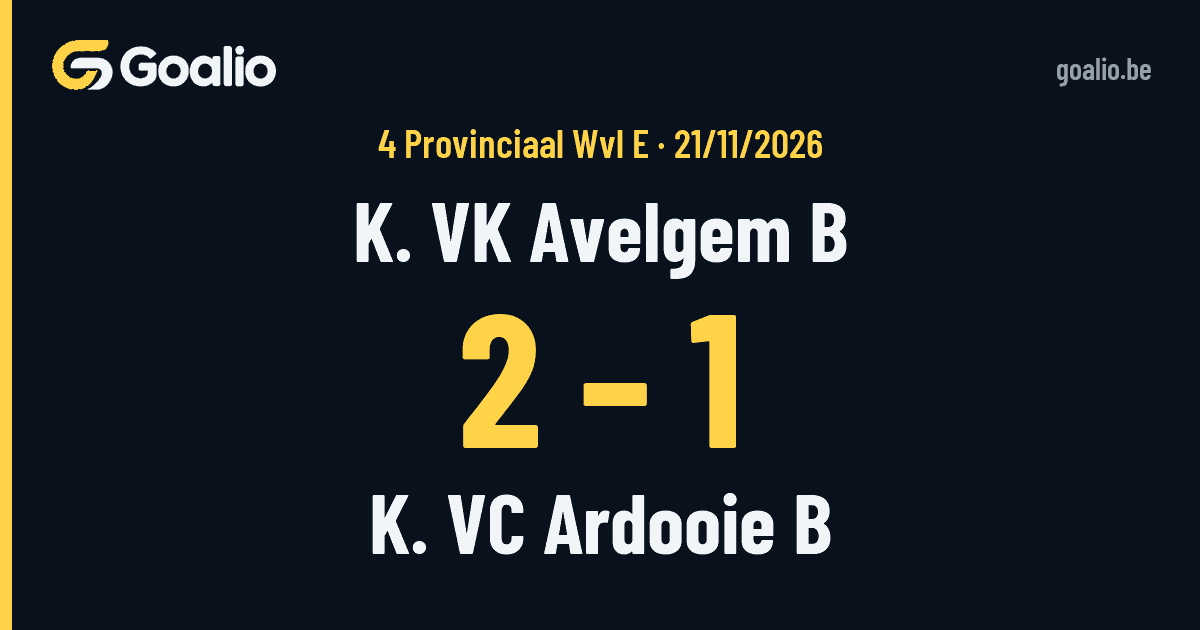 Goalio
goalio.be
4 Provinciaal Wvl E · 21/11/2026
K. VK Avelgem B
2 – 1
K. VC Ardooie B